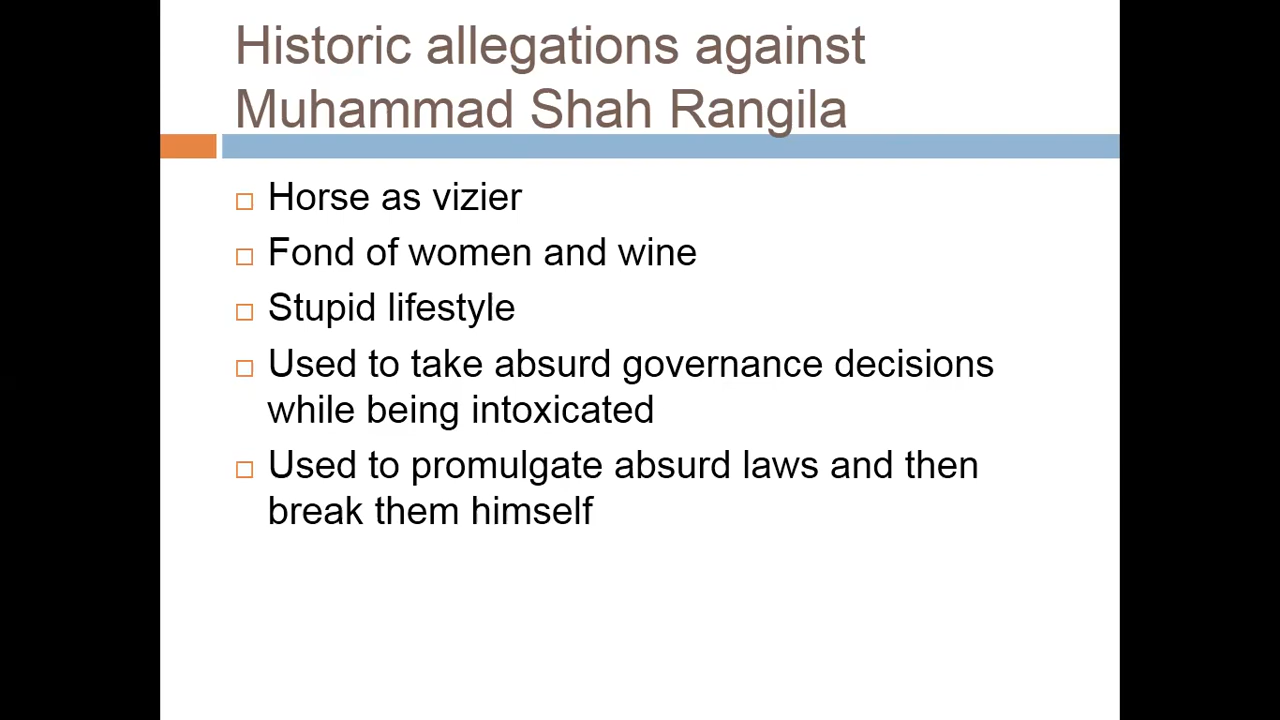 Historic allegations against
Muhammad Shah Rangila
Horse as vizier
Fond of women and wine
Stupid lifestyle
Used to take absurd governance decisions
while being intoxicated
Used to promulgate absurd laws and then
break them himself